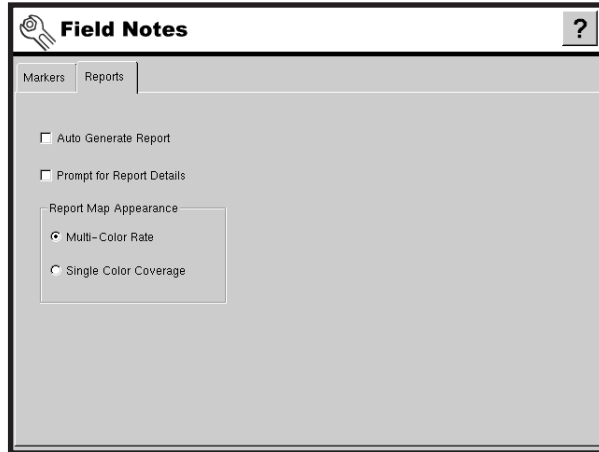 Field Notes
?
Markers Reports
Auto Generate Report
Prompt for Report Details
Report Map Appearance
Multi-Color Rate
Single Color Coverage